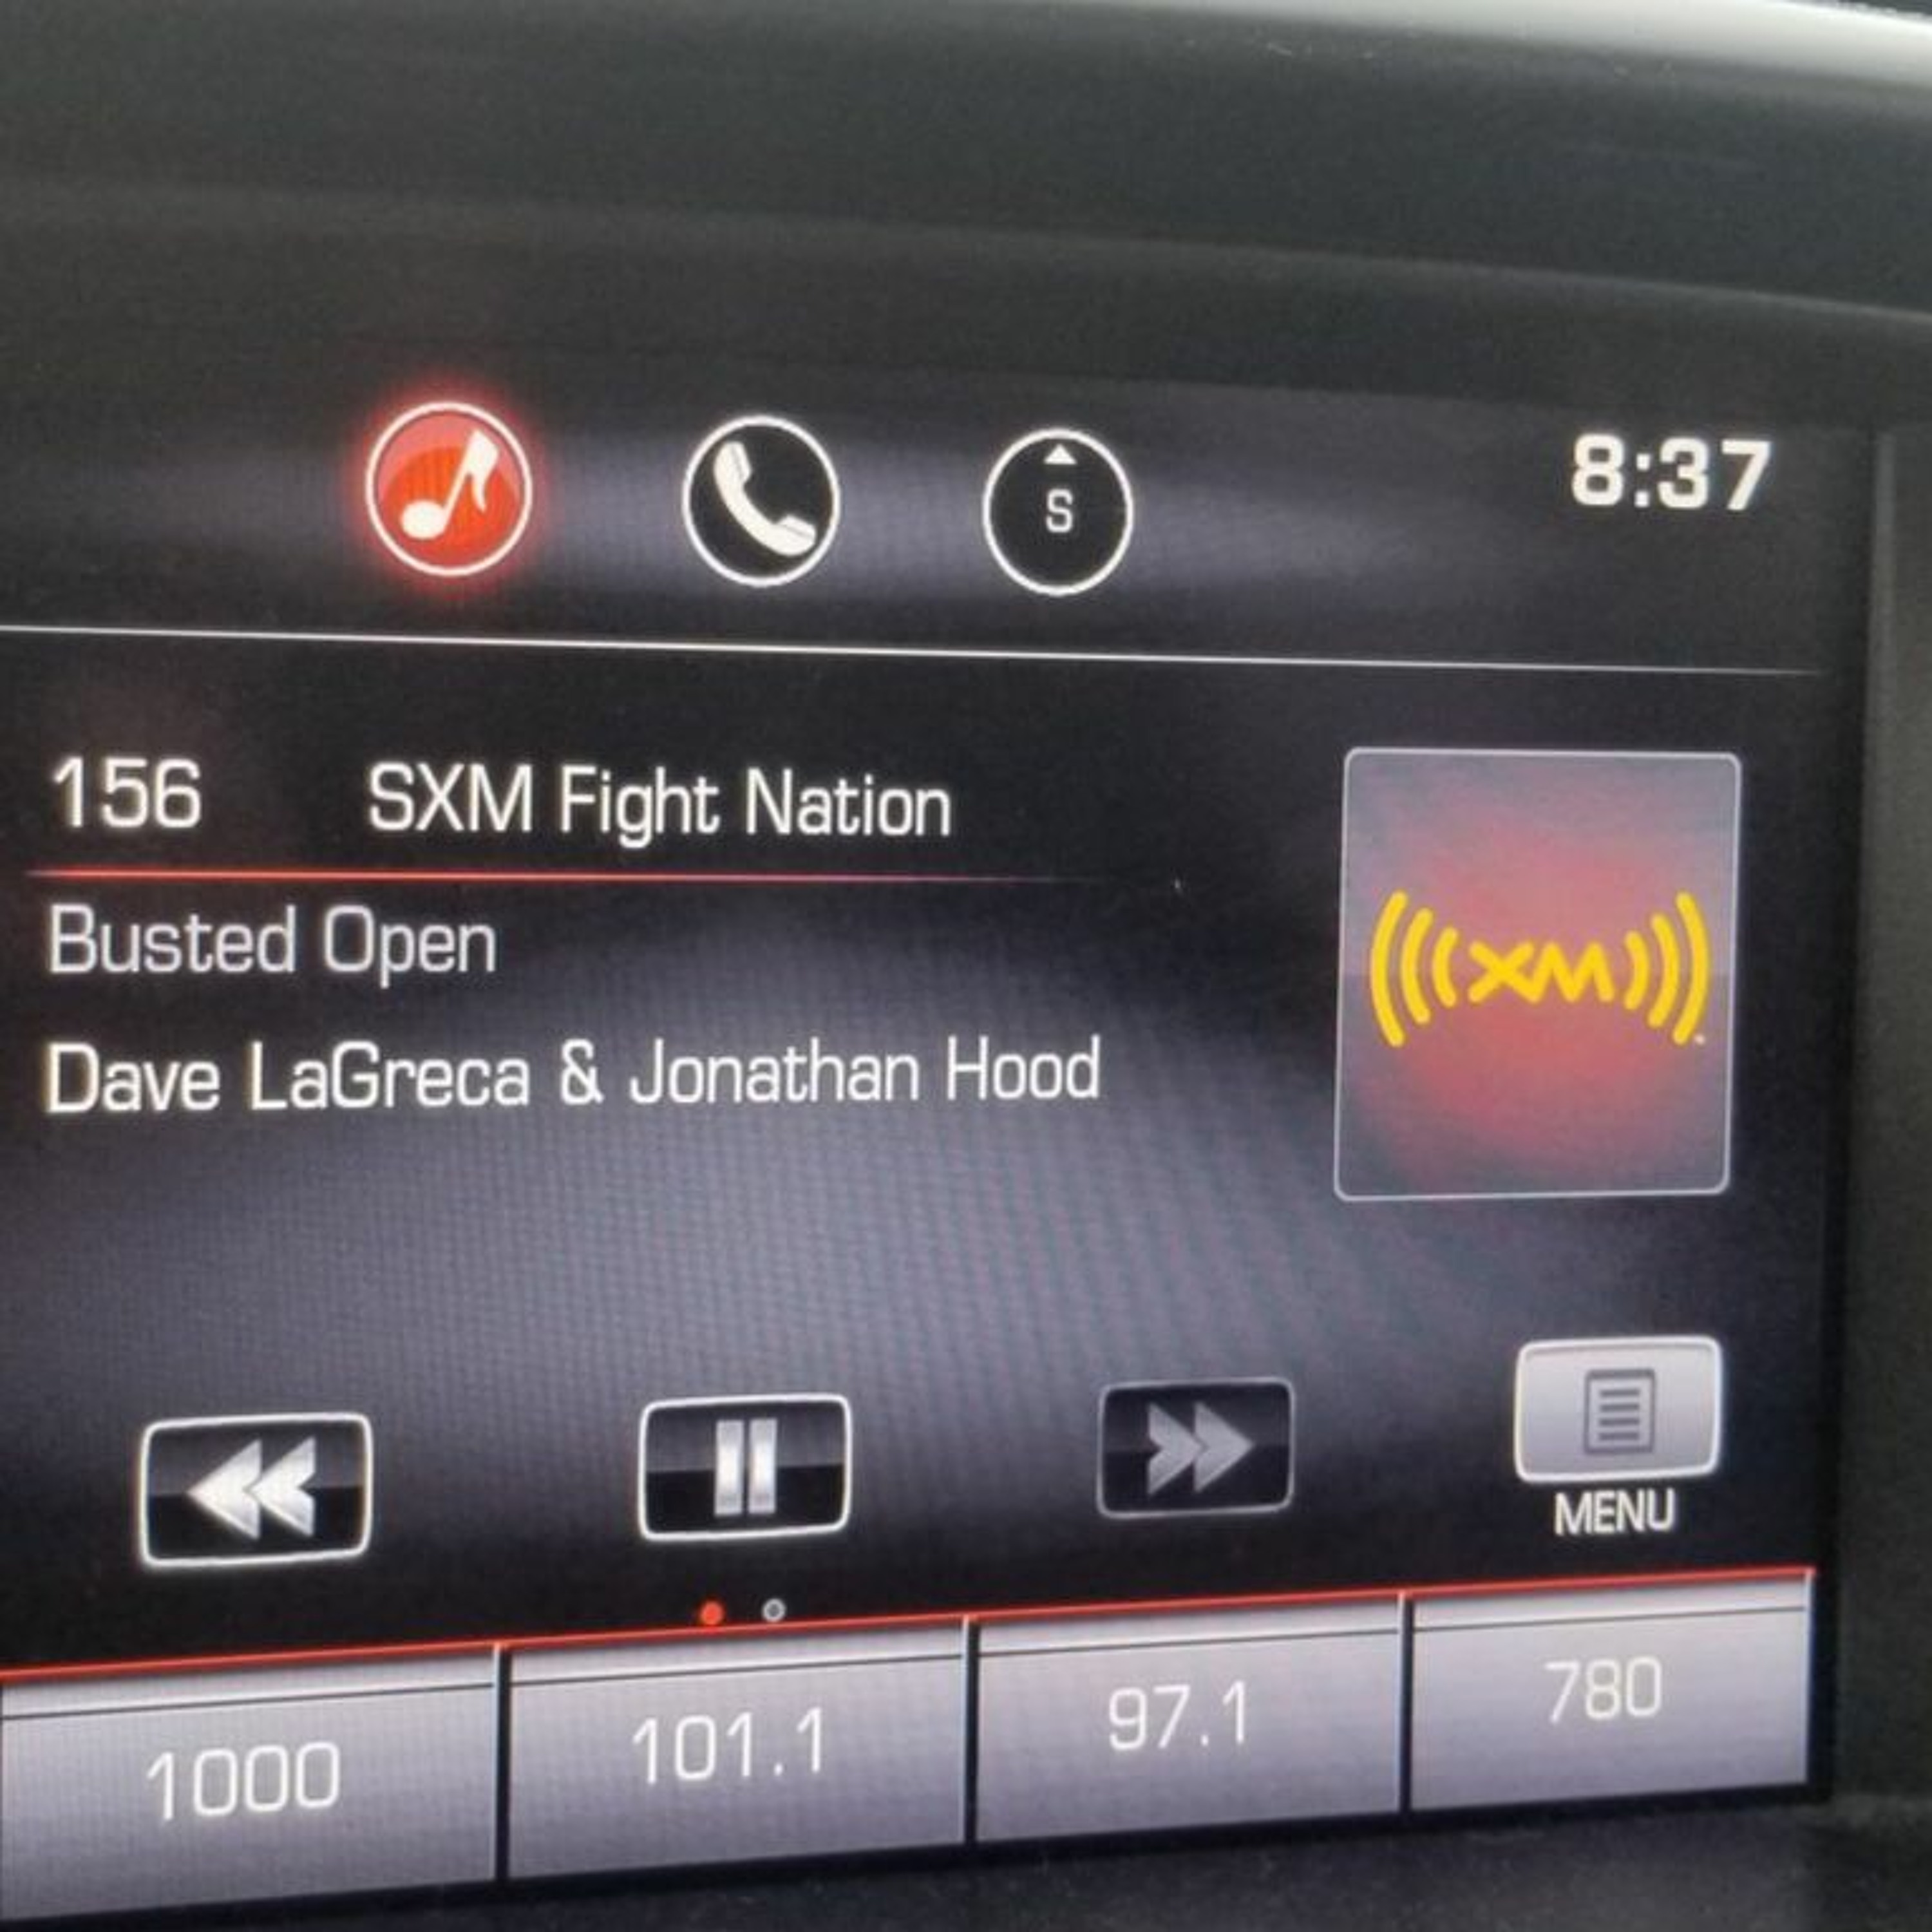 8:37
S
156 SXM Fight Nation
Busted Open
Dave LaGreca & Jonathan Hood
(((XM)))
MENU
1000 101.1 97.1 780